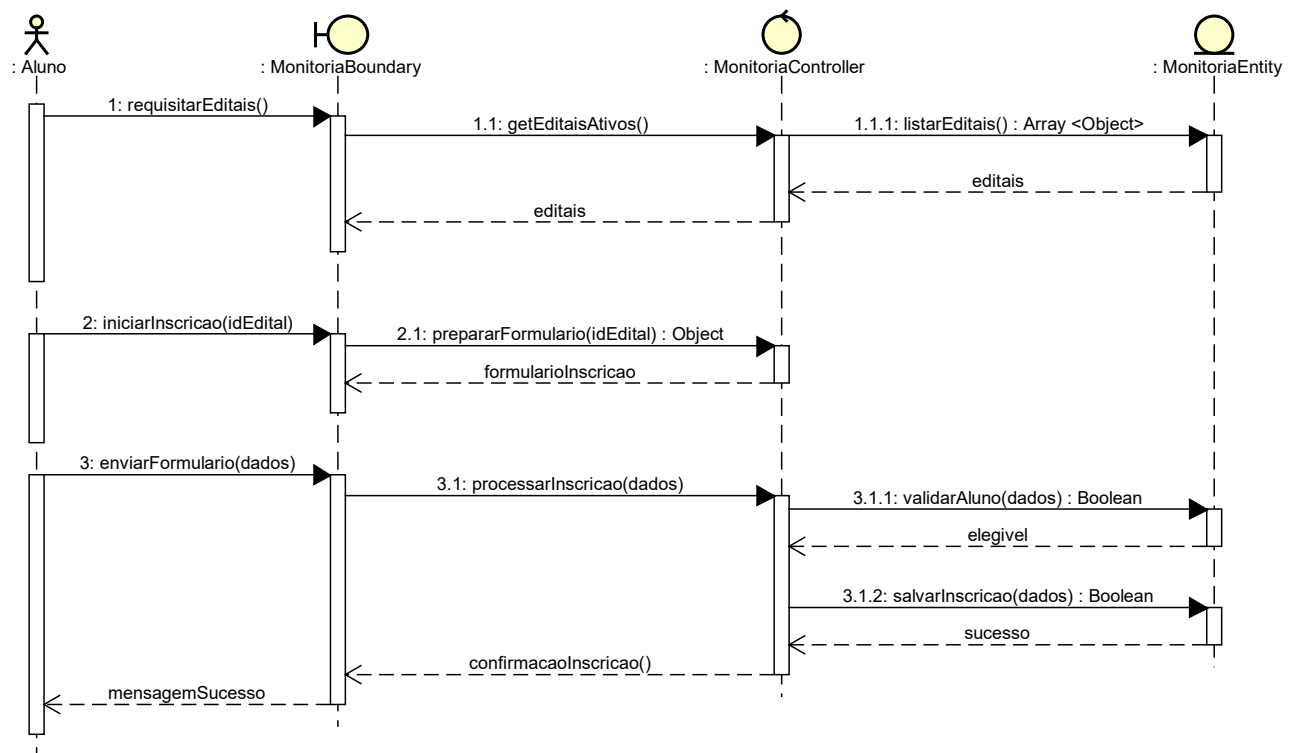 : Aluno
: MonitoriaBoundary
: MonitoriaController
: MonitoriaEntity
1: requisitarEditais()
1.1: getEditaisAtivos()
1.1.1: listarEditais() : Array <Object>
editais
editais
2: iniciarInscricao(idEdital)
2.1: prepararFormulario(idEdital) : Object
formularioInscricao
3: enviarFormulario(dados)
3.1: processarInscricao(dados)
3.1.1: validarAluno(dados) : Boolean
elegivel
3.1.2: salvarInscricao(dados) : Boolean
sucesso
confirmacaoInscricao()
mensagemSucesso